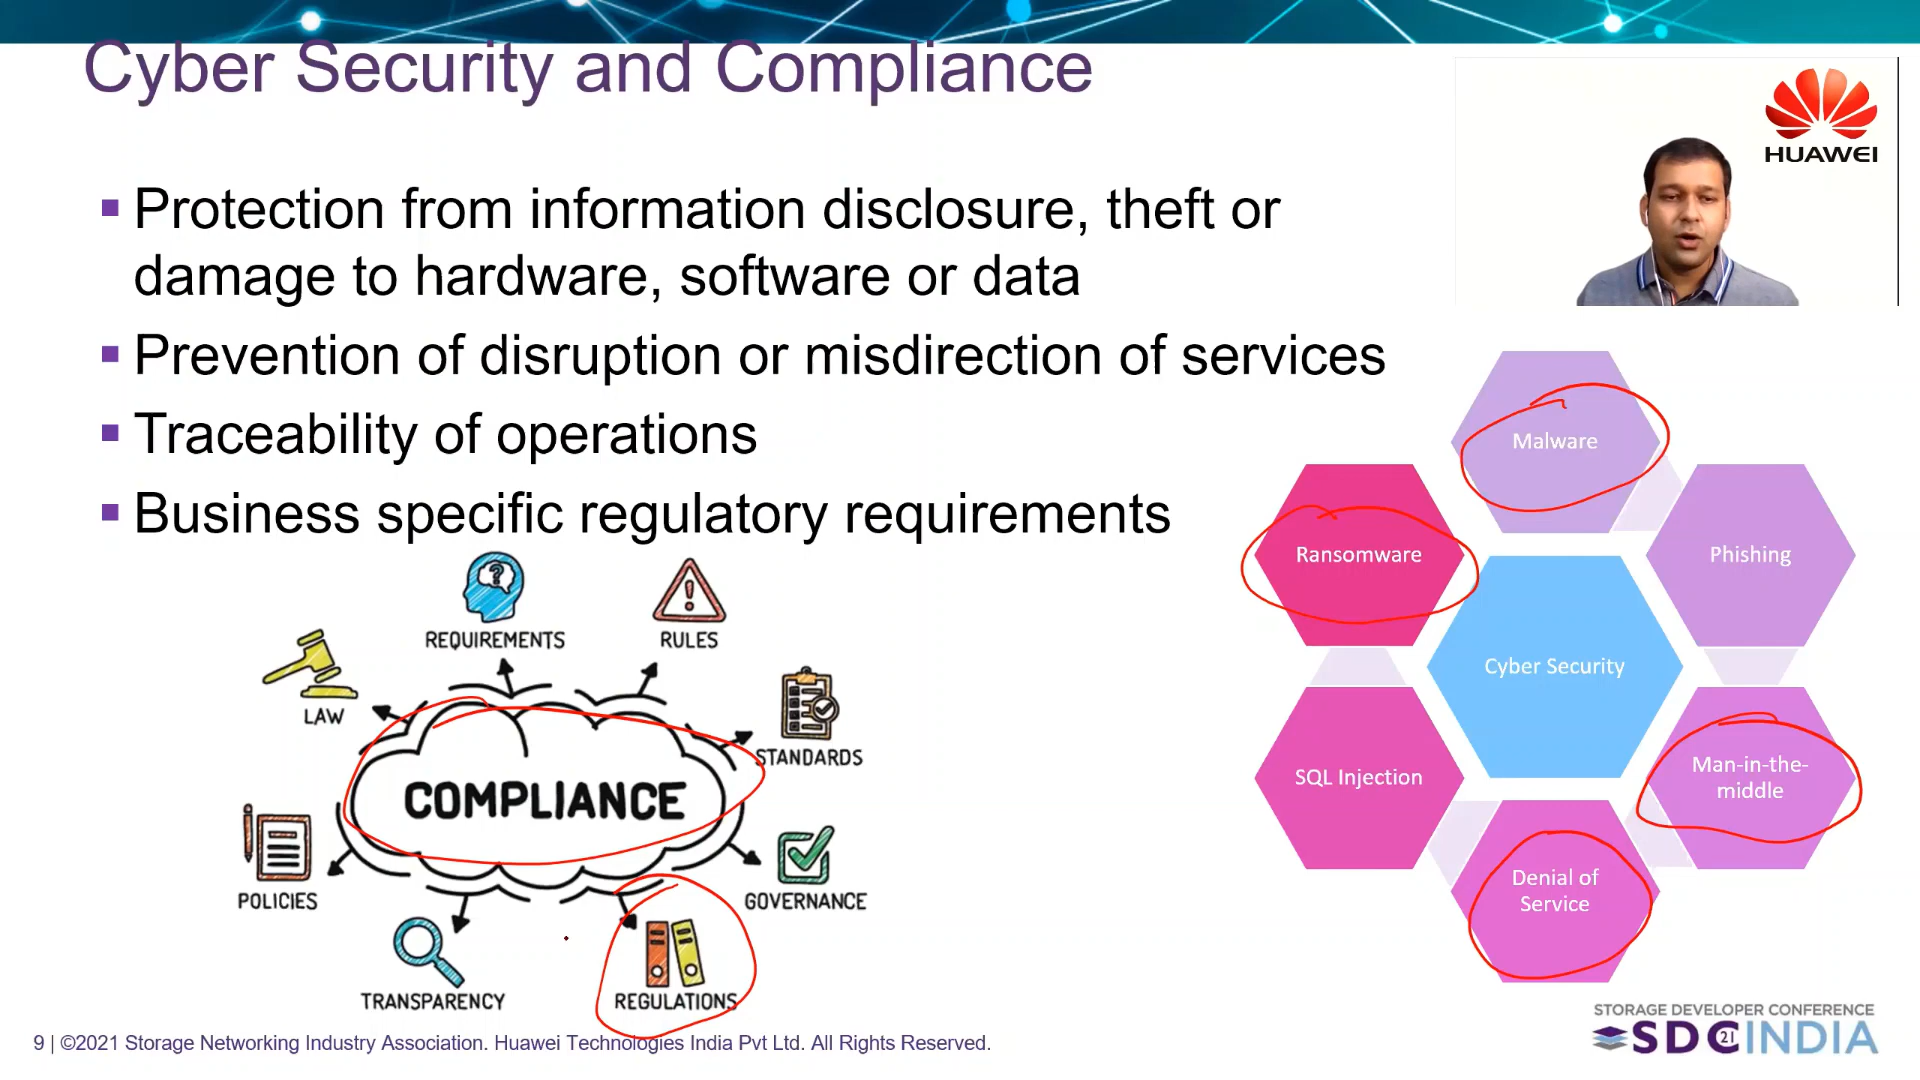 Cyber Security and Compliance
HUAWEI
Protection from information disclosure, theft or
damage to hardware, software or data
Prevention of disruption or misdirection of services
Traceability of operations
Business specific regulatory requirements
REQUIREMENTS
RULES
LAW
STANDARDS
COMPLIANCE
POLICIES
GOVERNANCE
TRANSPARENCY
REGULATIONS
Malware
Ransomware
Phishing
Cyber Security
SQL Injection
Man-in-the-
middle
Denial of
Service
STORAGE DEVELOPER CONFERENCE
SDC 21 INDIA
9 | ©2021 Storage Networking Industry Association. Huawei Technologies India Pvt Ltd. All Rights Reserved.